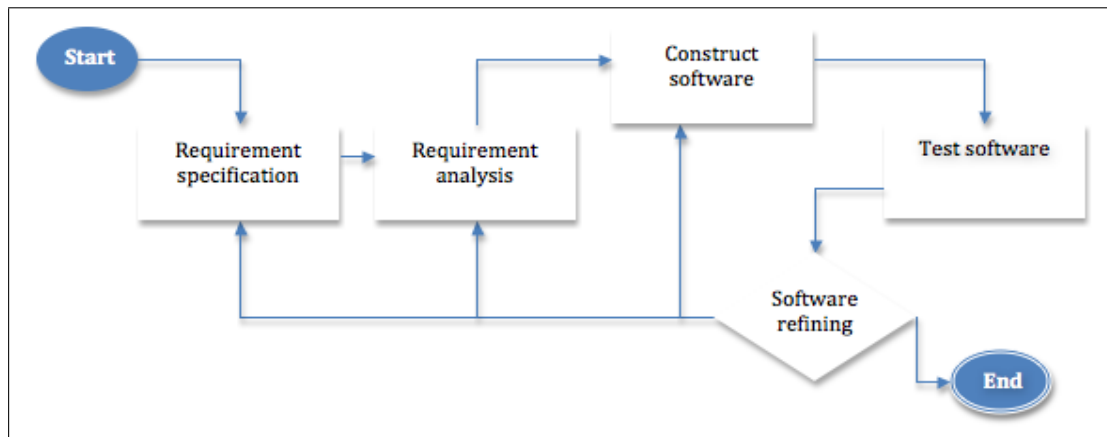 Start
Requirement
specification
Requirement
analysis
Construct
software
Test software
Software
refining
End